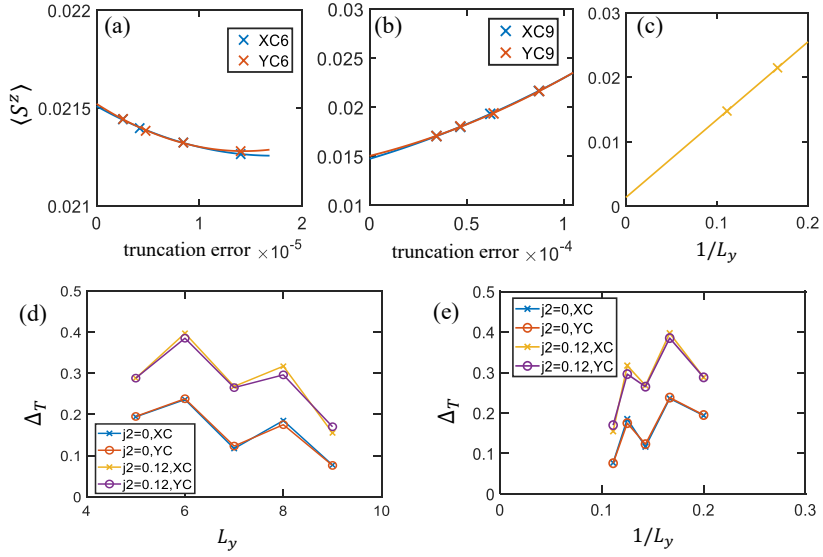 (a)
XC6
YC6
⟨S^z⟩
0.022
0.0215
0.021
0
1
2
truncation error ×10^-5
(b)
XC9
YC9
0.03
0.025
0.02
0.015
0.01
0
1
truncation error ×10^-4
(c)
0.03
0.02
0.01
0
0
0.1
0.2
1/L_y
(d)
Δ_T
0.5
0.4
0.3
0.2
0.1
0
4
6
8
10
L_y
j2=0,XC
j2=0,YC
j2=0.12,XC
j2=0.12,YC
(e)
j2=0,XC
j2=0,YC
j2=0.12,XC
j2=0.12,YC
Δ_T
0.5
0.4
0.3
0.2
0.1
0
0
0.1
0.2
0.3
1/L_y